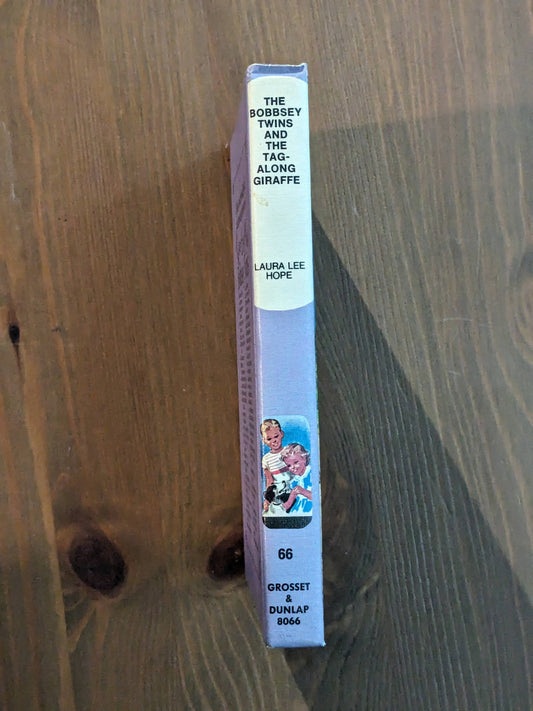 THE
BOBBSEY
TWINS
AND
THE
TAG-
ALONG
GIRAFFE
LAURA LEE
HOPE
66
GROSSET
&
DUNLAP
8066